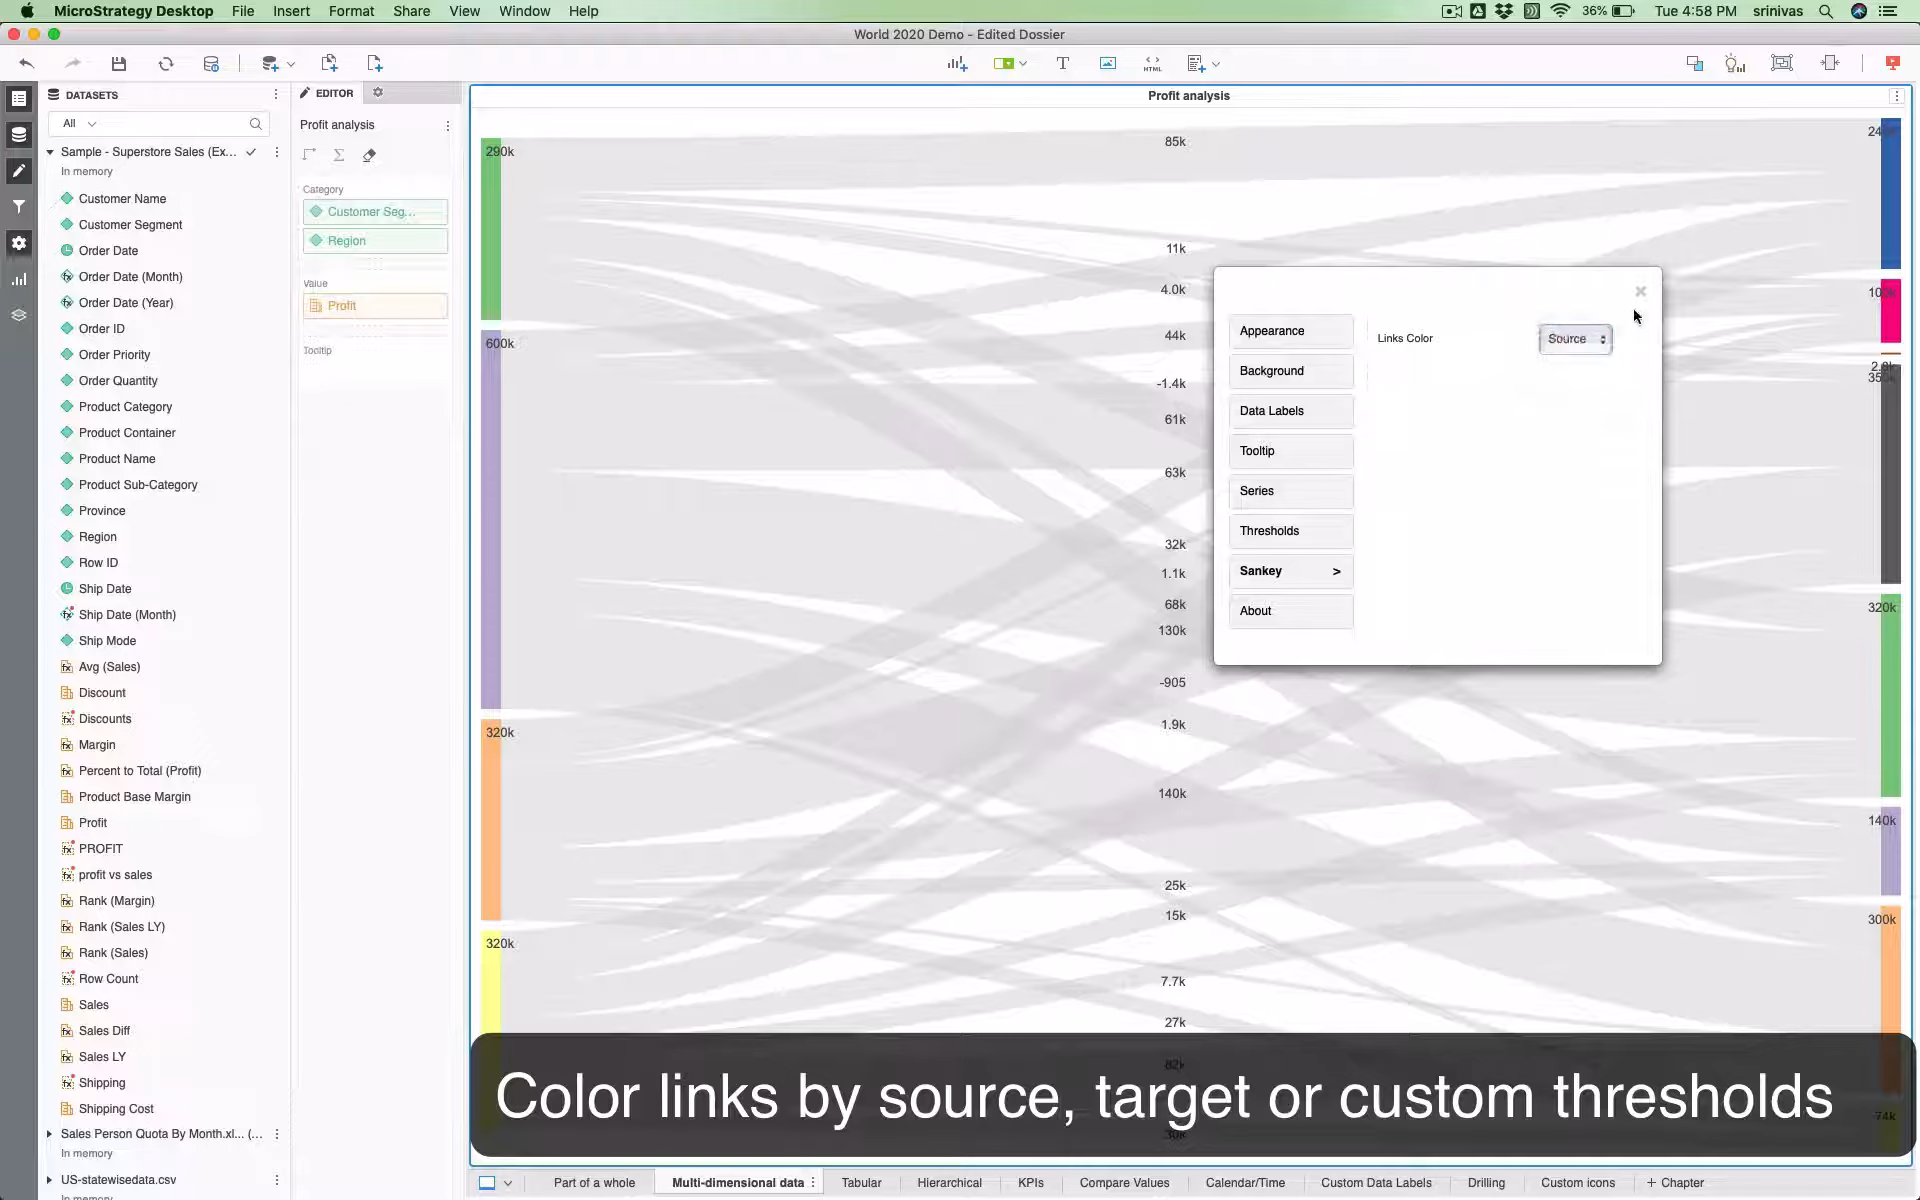 MicroStrategy Desktop File Insert Format Share View Window Help
36% Tue 4:58 PM srinivas
World 2020 Demo - Edited Dossier
DATASETS
All
Sample - Superstore Sales (Ex...
In memory
Customer Name
Customer Segment
Order Date
Order Date (Month)
Order Date (Year)
Order ID
Order Priority
Order Quantity
Product Category
Product Container
Product Name
Product Sub-Category
Province
Region
Row ID
Ship Date
Ship Date (Month)
Ship Mode
Avg (Sales)
Discount
Discounts
Margin
Percent to Total (Profit)
Product Base Margin
Profit
PROFIT
profit vs sales
Rank (Margin)
Rank (Sales LY)
Rank (Sales)
Row Count
Sales
Sales Diff
Sales LY
Shipping
Shipping Cost
Sales Person Quota By Month.xl... (...
In memory
US-statewisedata.csv
In memory
EDITOR
Profit analysis
Category
Customer Seg...
Region
Value
Profit
Tooltip
HTML
Profit analysis
290k
600k
320k
320k
85k
11k
4.0k
44k
-1.4k
61k
63k
32k
1.1k
68k
130k
-905
1.9k
140k
25k
15k
7.7k
27k
82k
320k
140k
300k
74k
Appearance
Background
Data Labels
Tooltip
Series
Thresholds
Sankey >
About
Links Color
Source
Color links by source, target or custom thresholds
Part of a whole
Multi-dimensional data
Tabular
Hierarchical
KPIs
Compare Values
Calendar/Time
Custom Data Labels
Drilling
Custom icons
+ Chapter